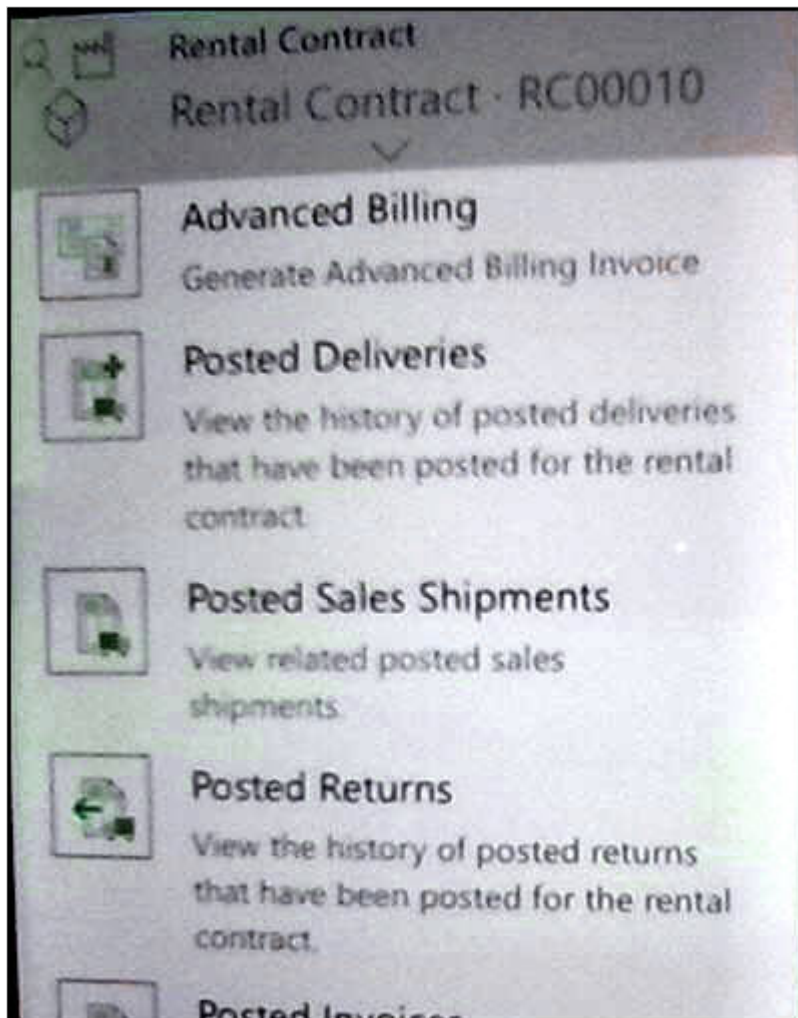 Rental Contract
Rental Contract · RC00010
Advanced Billing
Generate Advanced Billing Invoice
Posted Deliveries
View the history of posted deliveries
that have been posted for the rental
contract.
Posted Sales Shipments
View related posted sales
shipments.
Posted Returns
View the history of posted returns
that have been posted for the rental
contract.
Posted Invoices